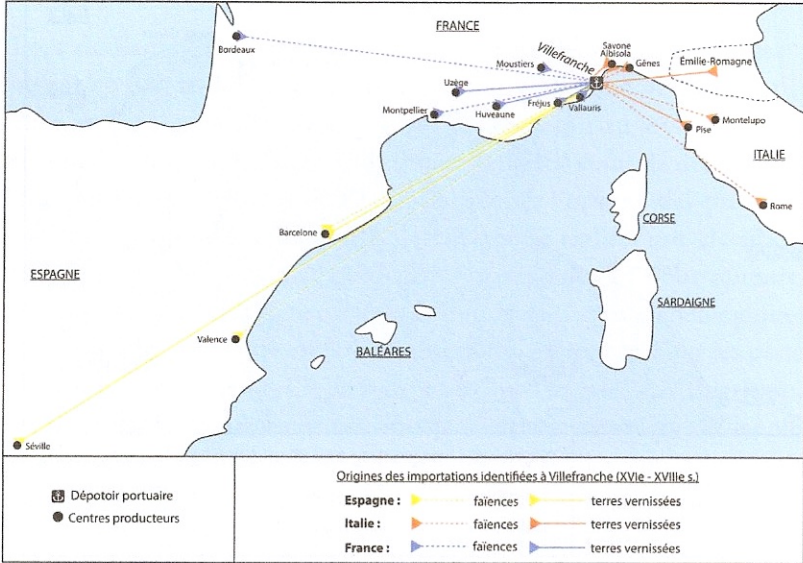 FRANCE
Bordeaux
Moustiers
Villefranche
Savone
Albisola
Gênes
Émilie-Romagne
Uzège
Montpellier
Huveaune
Fréjus
Vallauris
Pise
Montelupo
ITALIE
Rome
CORSE
Barcelone
ESPAGNE
SARDAIGNE
Valence
BALÉARES
Séville
Dépotoir portuaire
Centres producteurs
Origines des importations identifiées à Villefranche (XVIe - XVIIIe s.)
Espagne : faïences terres vernissées
Italie : faïences terres vernissées
France : faïences terres vernissées